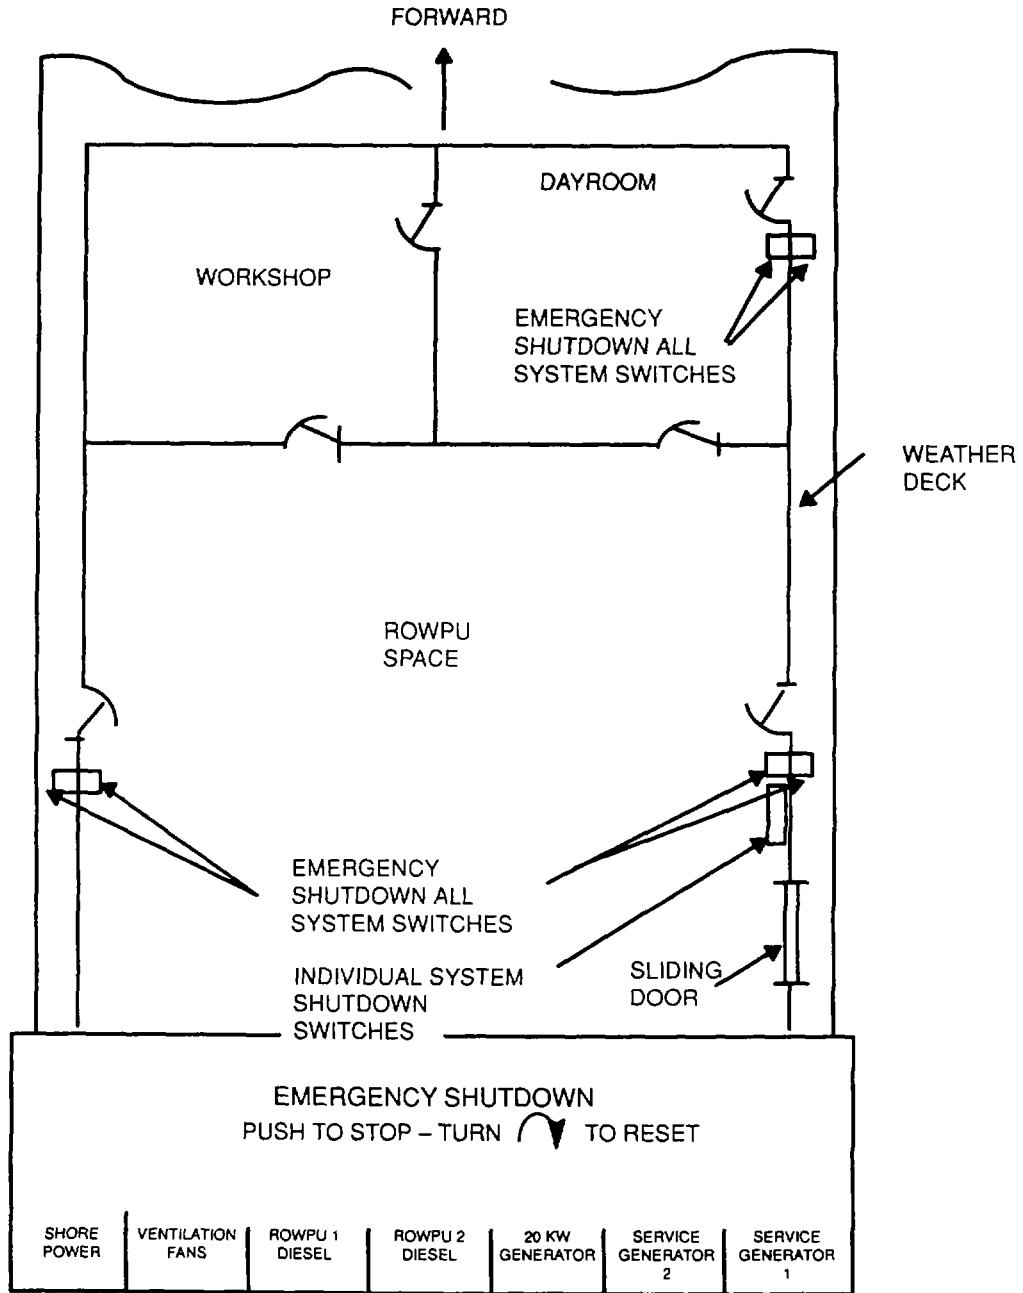 FORWARD
DAYROOM
WORKSHOP
EMERGENCY
SHUTDOWN ALL
SYSTEM SWITCHES
WEATHER
DECK
ROWPU
SPACE
EMERGENCY
SHUTDOWN ALL
SYSTEM SWITCHES
INDIVIDUAL SYSTEM
SHUTDOWN
SWITCHES
SLIDING
DOOR
EMERGENCY SHUTDOWN
PUSH TO STOP – TURN TO RESET
SHORE
POWER
VENTILATION
FANS
ROWPU 1
DIESEL
ROWPU 2
DIESEL
20 KW
GENERATOR
SERVICE
GENERATOR
2
SERVICE
GENERATOR
1